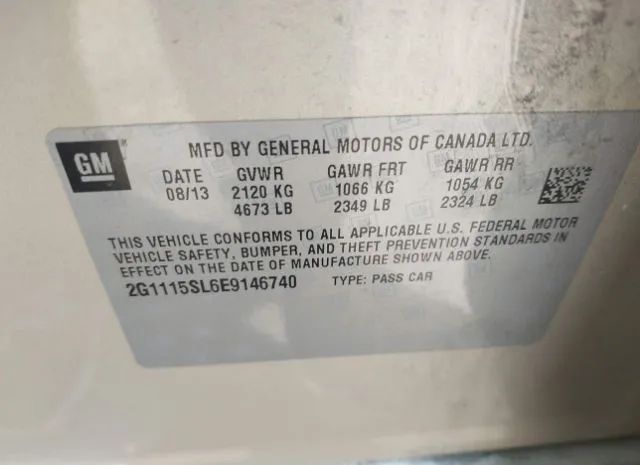 GM
MFD BY GENERAL MOTORS OF CANADA LTD.
DATE GVWR GAWR FRT GAWR RR
08/13 2120 KG 1066 KG 1054 KG
4673 LB 2349 LB 2324 LB
THIS VEHICLE CONFORMS TO ALL APPLICABLE U.S. FEDERAL MOTOR
VEHICLE SAFETY, BUMPER, AND THEFT PREVENTION STANDARDS IN
EFFECT ON THE DATE OF MANUFACTURE SHOWN ABOVE.
2G1115SL6E9146740 TYPE: PASS CAR